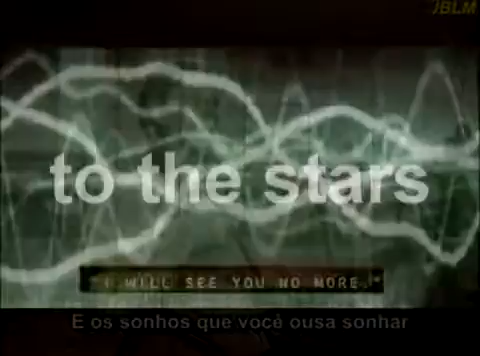 JBLM
to the stars
"I WILL SEE YOU NO MORE."
E os sonhos que você ousa sonhar